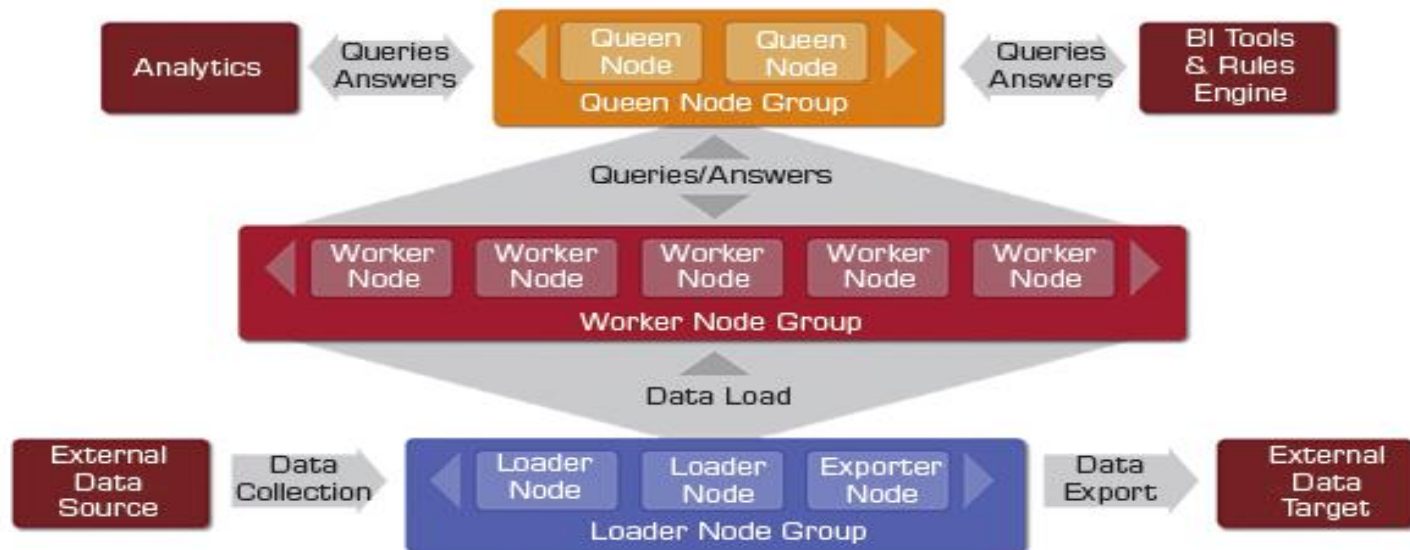 Analytics
Queries
Answers
Queen
Node
Queen
Node
Queen Node Group
Queries
Answers
BI Tools
& Rules
Engine
Queries/Answers
Worker
Node
Worker
Node
Worker
Node
Worker
Node
Worker
Node
Worker Node Group
Data Load
External
Data
Source
Data
Collection
Loader
Node
Loader
Node
Exporter
Node
Loader Node Group
Data
Export
External
Data
Target